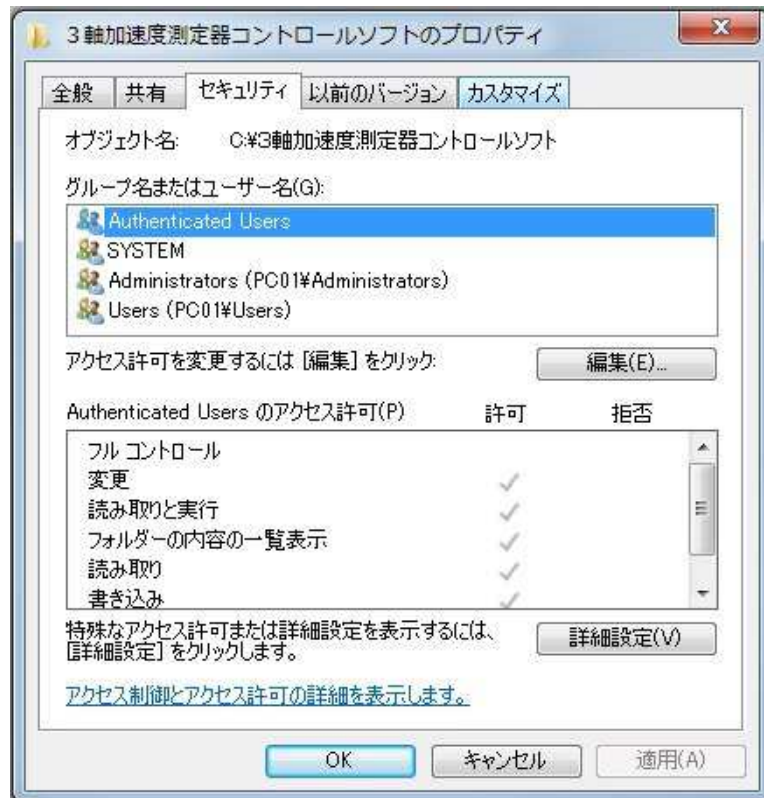 3軸加速度測定器コントロールソフトのプロパティ
全般 共有 セキュリティ 以前のバージョン カスタマイズ
オブジェクト名: C:¥3軸加速度測定器コントロールソフト
グループ名またはユーザー名(G):
Authenticated Users
SYSTEM
Administrators (PC01¥Administrators)
Users (PC01¥Users)
アクセス許可を変更するには [編集] をクリック: 編集(E)...
Authenticated Users のアクセス許可(P) 許可 拒否
フル コントロール
変更
読み取りと実行
フォルダーの内容の一覧表示
読み取り
書き込み
特殊なアクセス許可または詳細設定を表示するには、
[詳細設定] をクリックします。 詳細設定(V)
アクセス制御とアクセス許可の詳細を表示します。
OK キャンセル 適用(A)